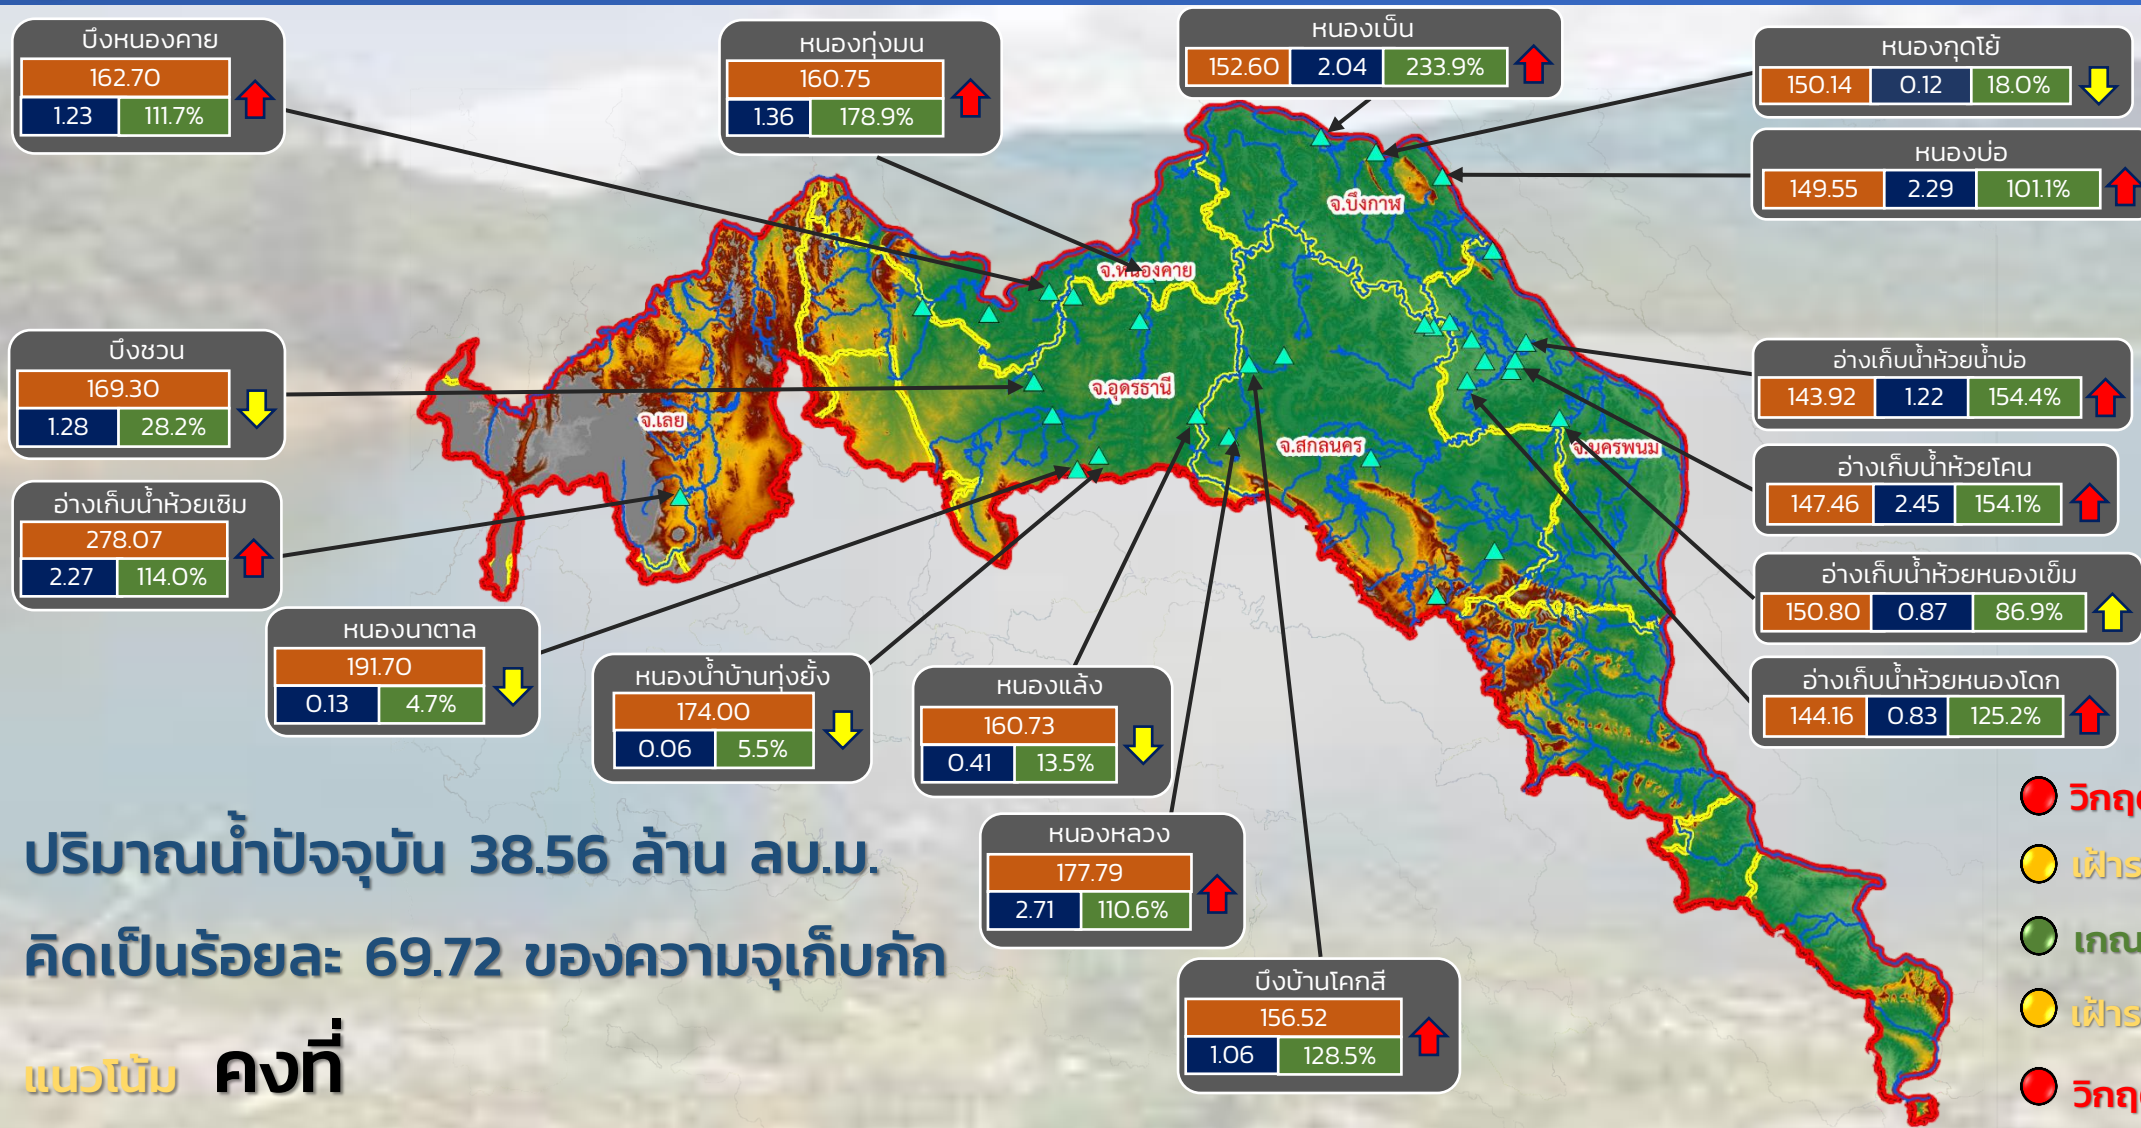 บึงหนองคาย
162.70
1.23 111.7%
หนองทุ่งมน
160.75
1.36 178.9%
หนองเบ็น
152.60 2.04 233.9%
หนองกุดโย้
150.14 0.12 18.0%
หนองบ่อ
149.55 2.29 101.1%
จ.บึงกาฬ
จ.หนองคาย
บึงชวน
169.30
1.28 28.2%
จ.อุดรธานี
จ.เลย
จ.สกลนคร
จ.นครพนม
อ่างเก็บน้ำห้วยน้ำบ่อ
143.92 1.22 154.4%
อ่างเก็บน้ำห้วยโคน
147.46 2.45 154.1%
อ่างเก็บน้ำห้วยเซิม
278.07
2.27 114.0%
อ่างเก็บน้ำห้วยหนองเข็ม
150.80 0.87 86.9%
หนองนาตาล
191.70
0.13 4.7%
หนองน้ำบ้านทุ่งยั้ง
174.00
0.06 5.5%
หนองแล้ง
160.73
0.41 13.5%
อ่างเก็บน้ำห้วยหนองโดก
144.16 0.83 125.2%
หนองหลวง
177.79
2.71 110.6%
บึงบ้านโคกสี
156.52
1.06 128.5%
ปริมาณน้ำปัจจุบัน 38.56 ล้าน ลบ.ม.
คิดเป็นร้อยละ 69.72 ของความจุเก็บกัก
แนวโน้ม คงที่